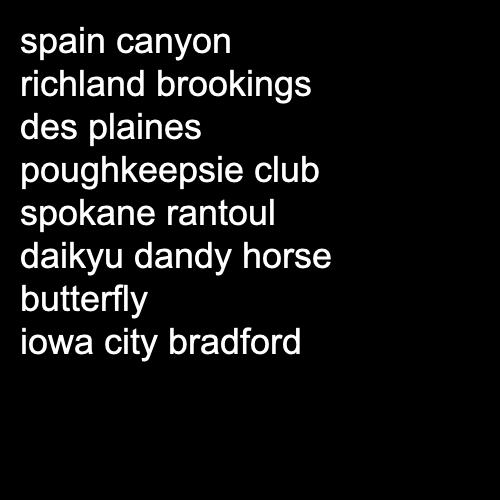 spain canyon
richland brookings
des plaines
poughkeepsie club
spokane rantoul
daikyu dandy horse
butterfly
iowa city bradford